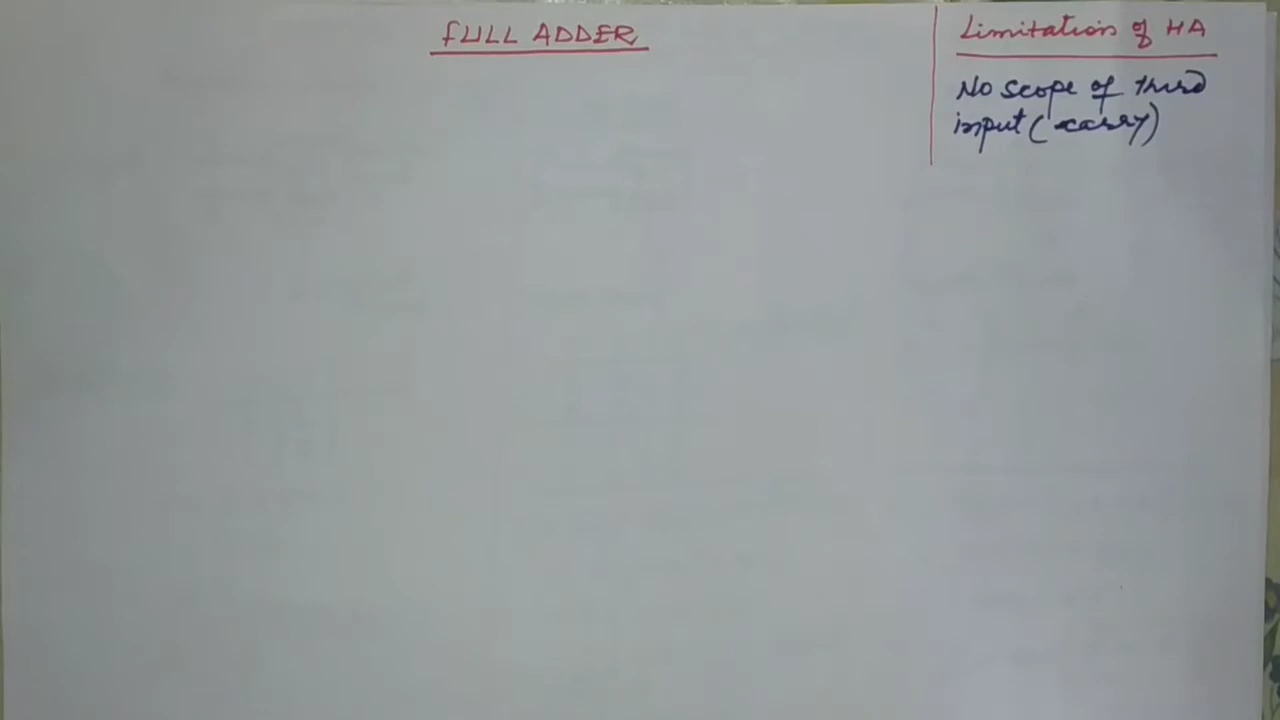 FULL ADDER
Limitation of HA
No scope of third
input (carry)